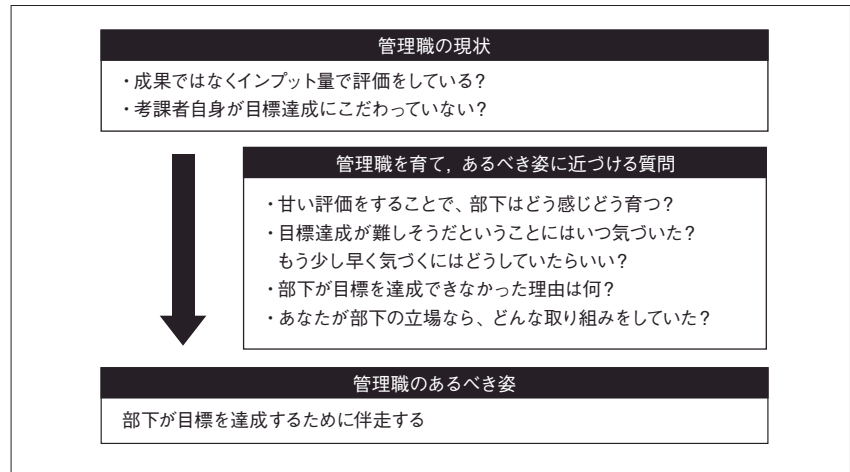 管理職の現状
・成果ではなくインプット量で評価をしている？
・考課者自身が目標達成にこだわっていない？
管理職を育て，あるべき姿に近づける質問
・甘い評価をすることで、部下はどう感じどう育つ？
・目標達成が難しそうだということにはいつ気づいた？
もう少し早く気づくにはどうしていたらいい？
・部下が目標を達成できなかった理由は何？
・あなたが部下の立場なら、どんな取り組みをしていた？
管理職のあるべき姿
部下が目標を達成するために伴走する